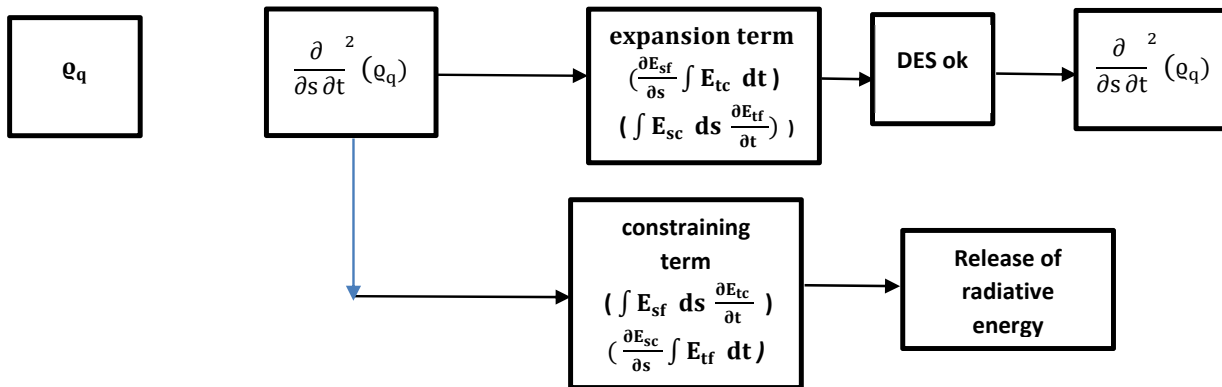 ϱq
∂/∂s ∂t ² (ϱq)
expansion term
(∂Esf/∂s ∫ Etc dt )
( ∫ Esc ds ∂Etf/∂t) )
DES ok
∂/∂s ∂t ² (ϱq)
constraining
term
( ∫ Esf ds ∂Etc/∂t )
(∂Esc/∂s ∫ Etf dt )
Release of
radiative
energy